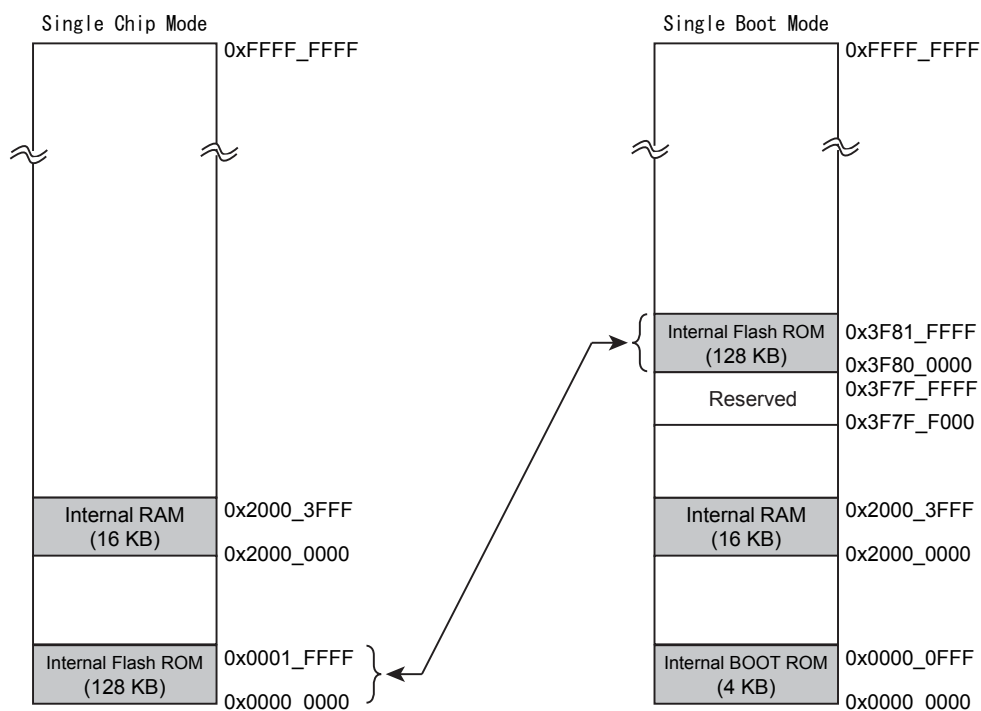 Single Chip Mode
0xFFFF_FFFF
Internal RAM
(16 KB)
0x2000_3FFF
0x2000_0000
Internal Flash ROM
(128 KB)
0x0001_FFFF
0x0000_0000
Single Boot Mode
0xFFFF_FFFF
Internal Flash ROM
(128 KB)
0x3F81_FFFF
0x3F80_0000
Reserved
0x3F7F_FFFF
0x3F7F_F000
Internal RAM
(16 KB)
0x2000_3FFF
0x2000_0000
Internal BOOT ROM
(4 KB)
0x0000_0FFF
0x0000_0000